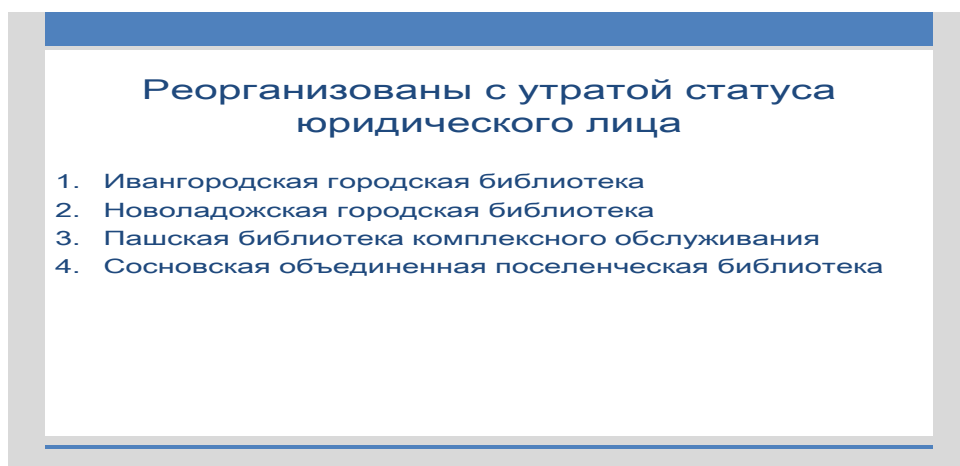 Реорганизованы с утратой статуса
юридического лица
1. Ивангородская городская библиотека
2. Новоладожская городская библиотека
3. Пашская библиотека комплексного обслуживания
4. Сосновская объединенная поселенческая библиотека